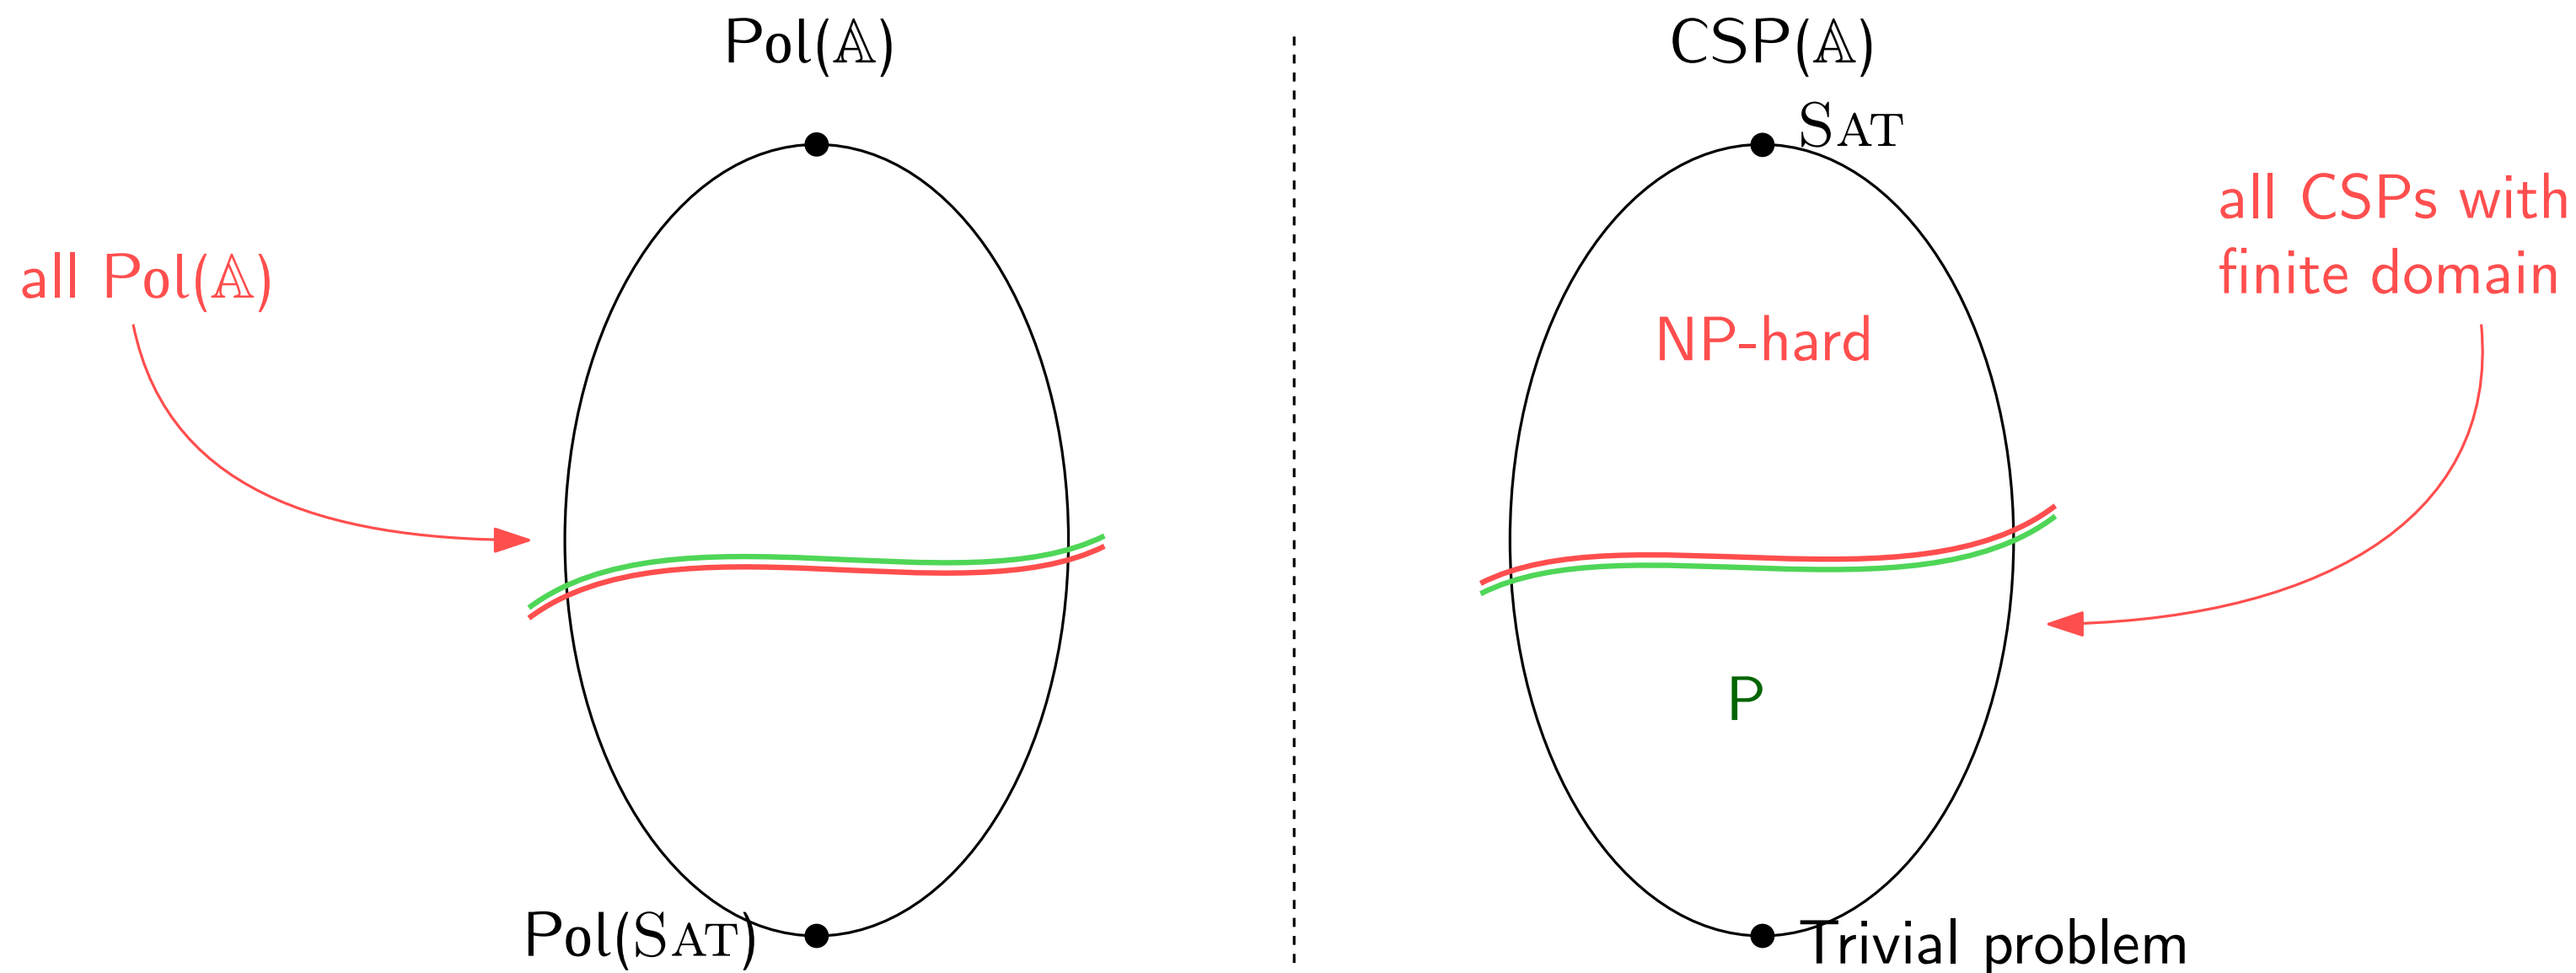 Pol(𝔸)
CSP(𝔸)
SAT
all CSPs with
finite domain
all Pol(𝔸)
NP-hard
P
Pol(SAT)
Trivial problem